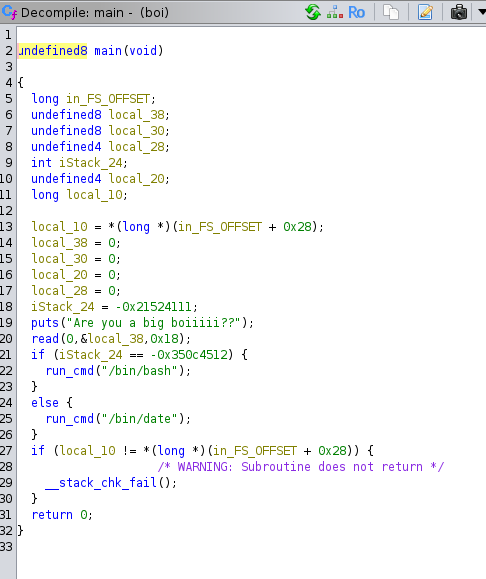 Decompile: main - (boi)
Ro
1
2 undefined8 main(void)
3
4 {
5 long in_FS_OFFSET;
6 undefined8 local_38;
7 undefined8 local_30;
8 undefined4 local_28;
9 int iStack_24;
10 undefined4 local_20;
11 long local_10;
12
13 local_10 = *(long *)(in_FS_OFFSET + 0x28);
14 local_38 = 0;
15 local_30 = 0;
16 local_20 = 0;
17 local_28 = 0;
18 iStack_24 = -0x21524111;
19 puts("Are you a big boiiiii??");
20 read(0,&local_38,0x18);
21 if (iStack_24 == -0x350c4512) {
22 run_cmd("/bin/bash");
23 }
24 else {
25 run_cmd("/bin/date");
26 }
27 if (local_10 != *(long *)(in_FS_OFFSET + 0x28)) {
28 /* WARNING: Subroutine does not return */
29 __stack_chk_fail();
30 }
31 return 0;
32 }
33